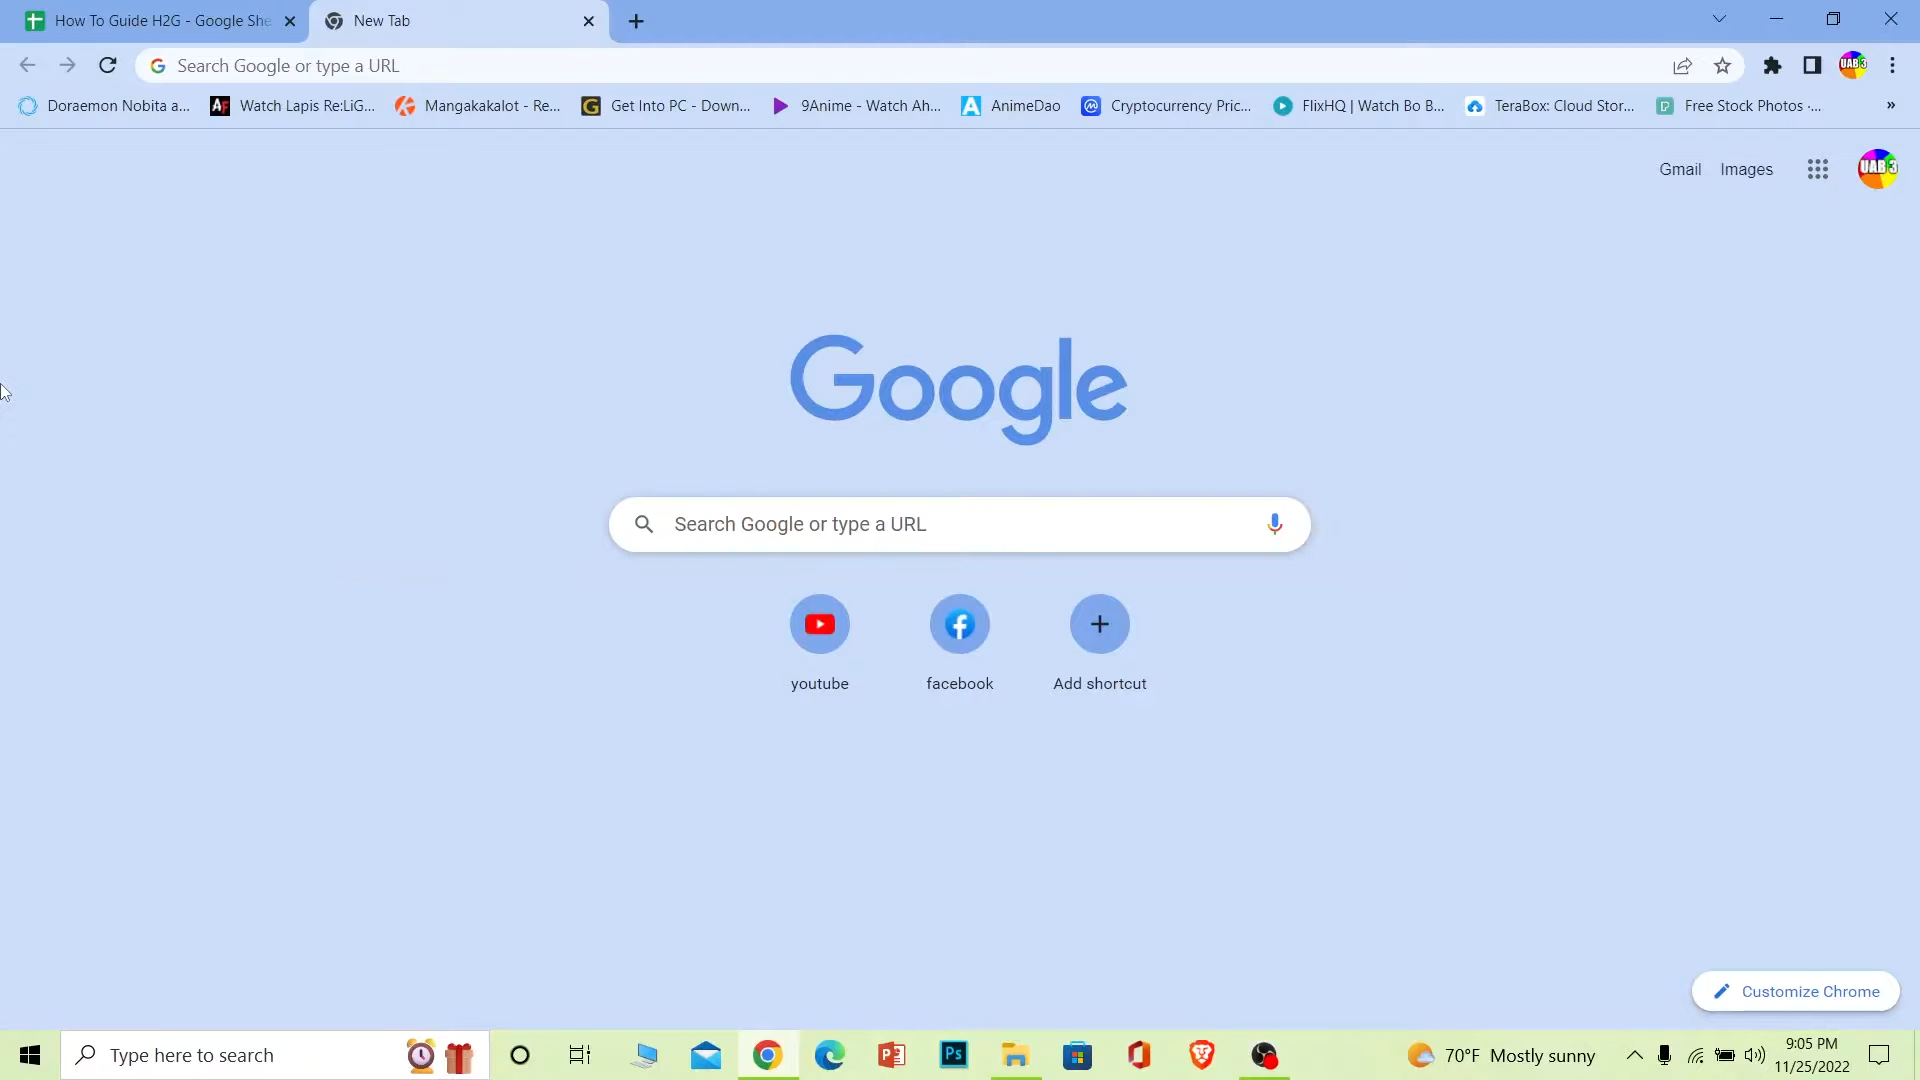 How To Guide H2G - Google She
New Tab
Search Google or type a URL
Doraemon Nobita a...
Watch Lapis Re:LiG...
Mangakakalot - Re...
Get Into PC - Down...
9Anime - Watch Ah...
AnimeDao
Cryptocurrency Pric...
FlixHQ | Watch Bo B...
TeraBox: Cloud Stor...
Free Stock Photos ·...
»
Gmail
Images
UAB 3
Google
Search Google or type a URL
youtube
facebook
Add shortcut
Customize Chrome
Type here to search
Ps
70°F Mostly sunny
9:05 PM
11/25/2022